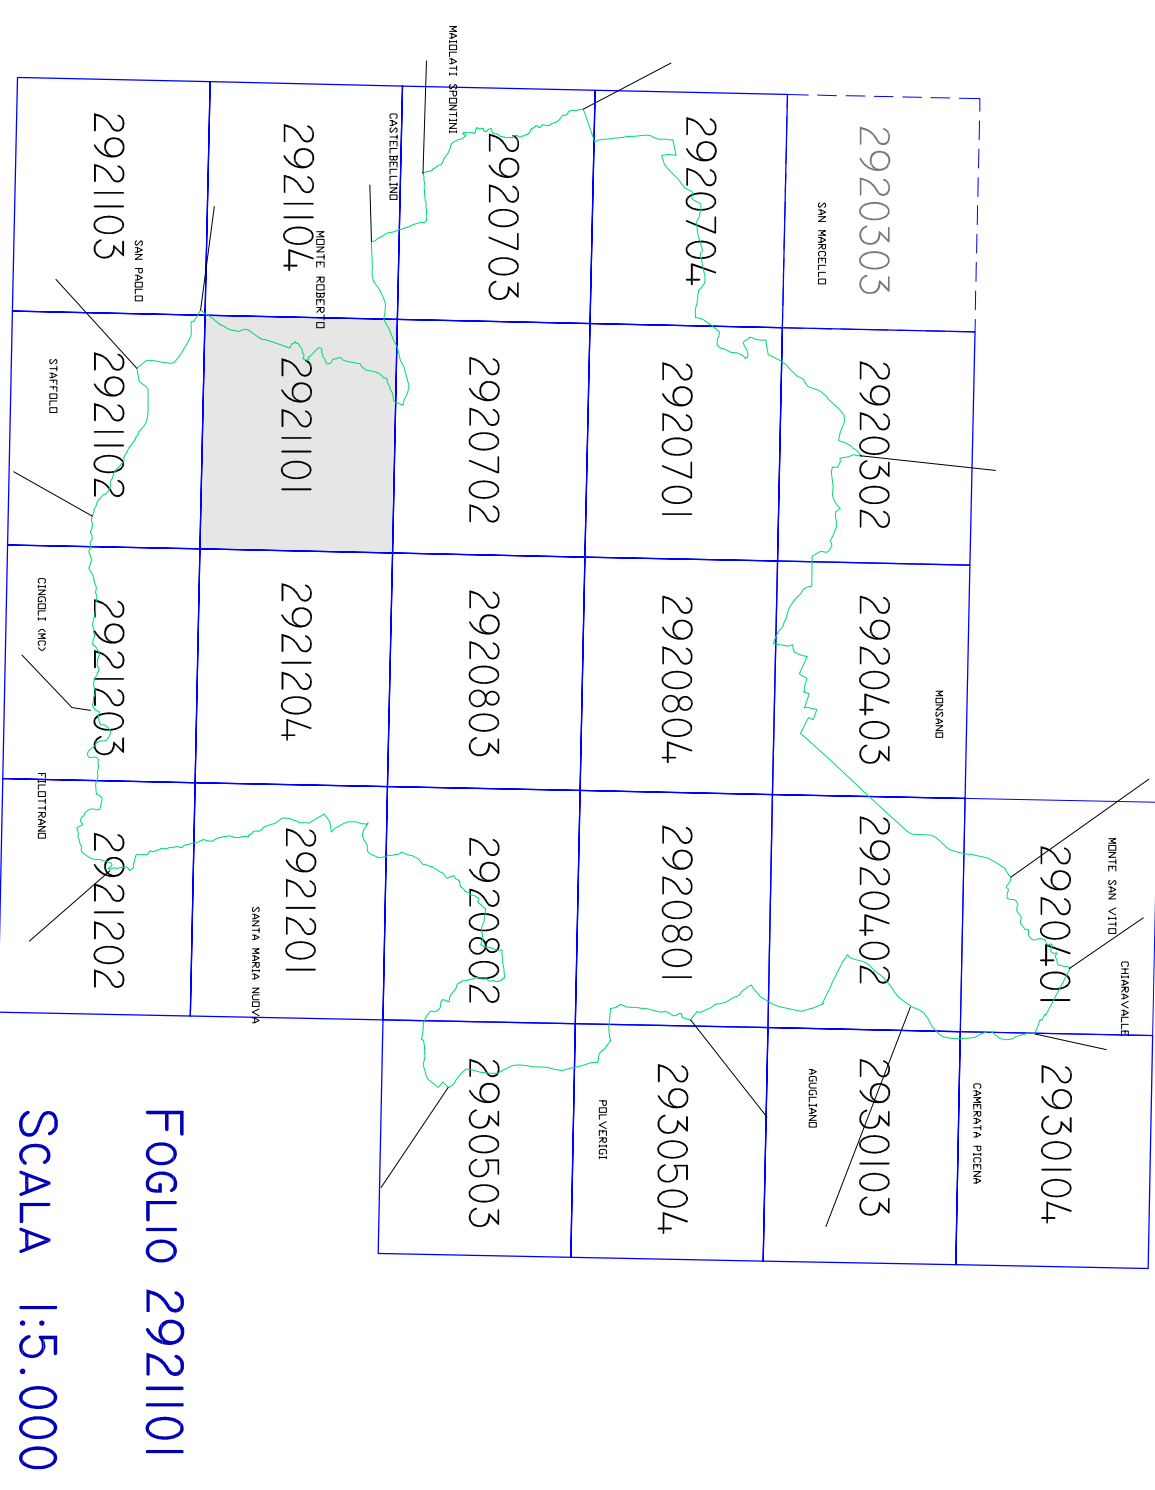 CHIARAVALLE
MONTE SAN VITO
2920401 2930104
CAMERATA PICENA
MONSANO
2920303 2920302 2920403 2920402 2930103
SAN MARCELLO
AGUGLIANO
2920704 2920701 2920804 2920801 2930504
POLVERIGI
2920703 2920702 2920803 2920802 2930503
MAIOLATI SPONTINI
CASTELBELLINO
MONTE ROBERTO
2921104 2921101 2921204 2921201
SANTA MARIA NUOVA
SAN PAOLO
2921103 2921102 2921203 2921202
STAFFOLO
CINGOLI (MC)
FILOTTRANO
FOGLIO 2921101
SCALA 1:5.000